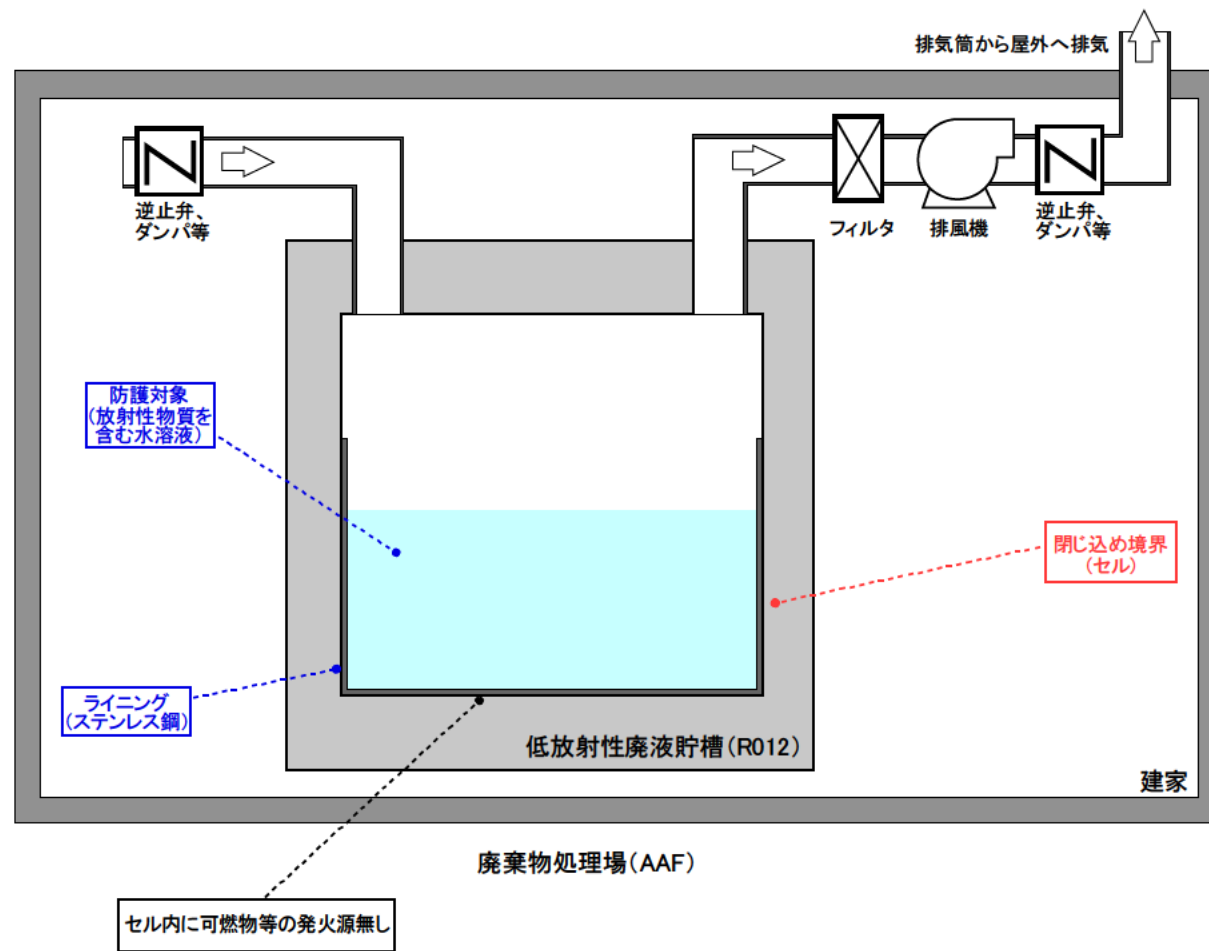 排気筒から屋外へ排気
逆止弁、
ダンパ等
フィルタ
排風機
逆止弁、
ダンパ等
防護対象
(放射性物質を
含む水溶液)
閉じ込め境界
(セル)
ライニング
(ステンレス鋼)
低放射性廃液貯槽(R012)
建家
廃棄物処理場(AAF)
セル内に可燃物等の発火源無し